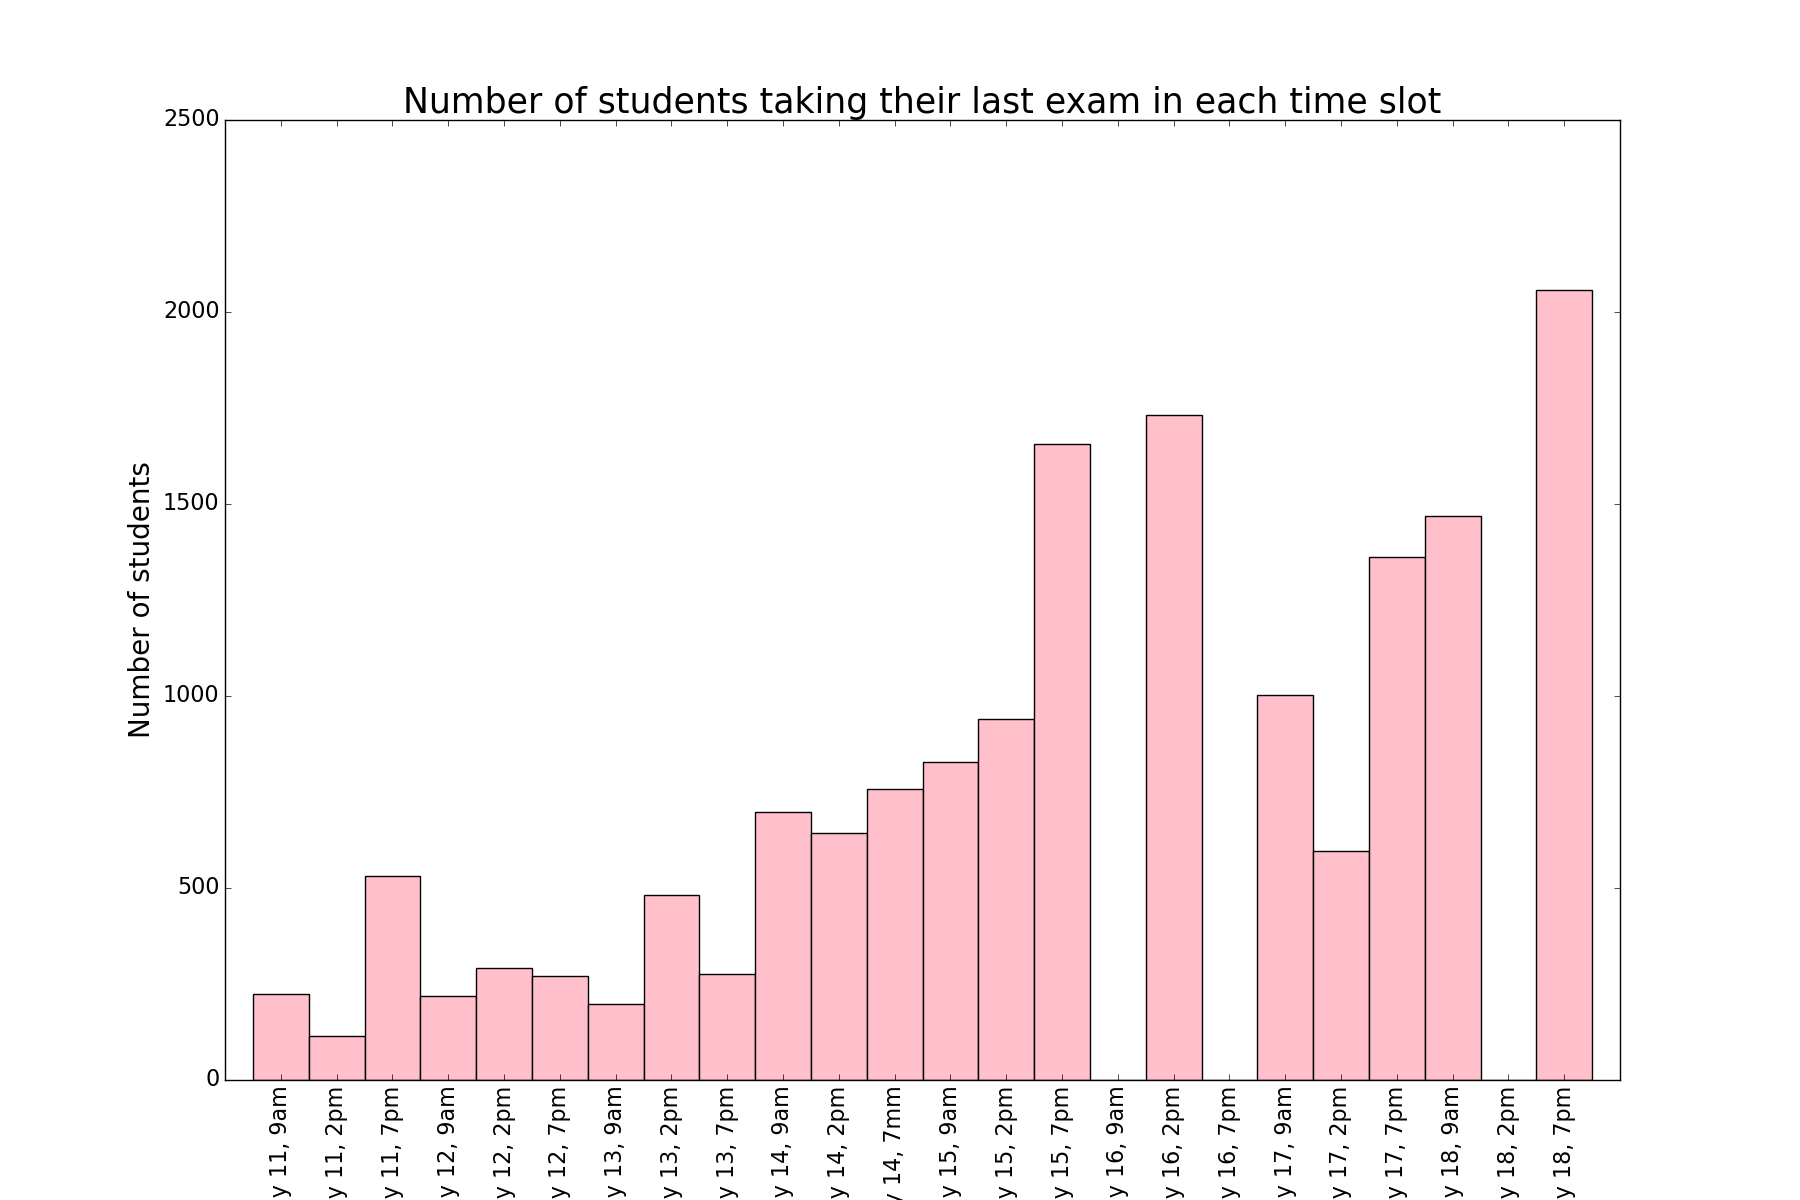 Number of students taking their last exam in each time slot
2500
2000
1500
1000
500
0
Number of students
y 11, 9am
y 11, 2pm
y 11, 7pm
y 12, 9am
y 12, 2pm
y 12, 7pm
y 13, 9am
y 13, 2pm
y 13, 7pm
y 14, 9am
y 14, 2pm
y 14, 7mm
y 15, 9am
y 15, 2pm
y 15, 7pm
y 16, 9am
y 16, 2pm
y 16, 7pm
y 17, 9am
y 17, 2pm
y 17, 7pm
y 18, 9am
y 18, 2pm
y 18, 7pm